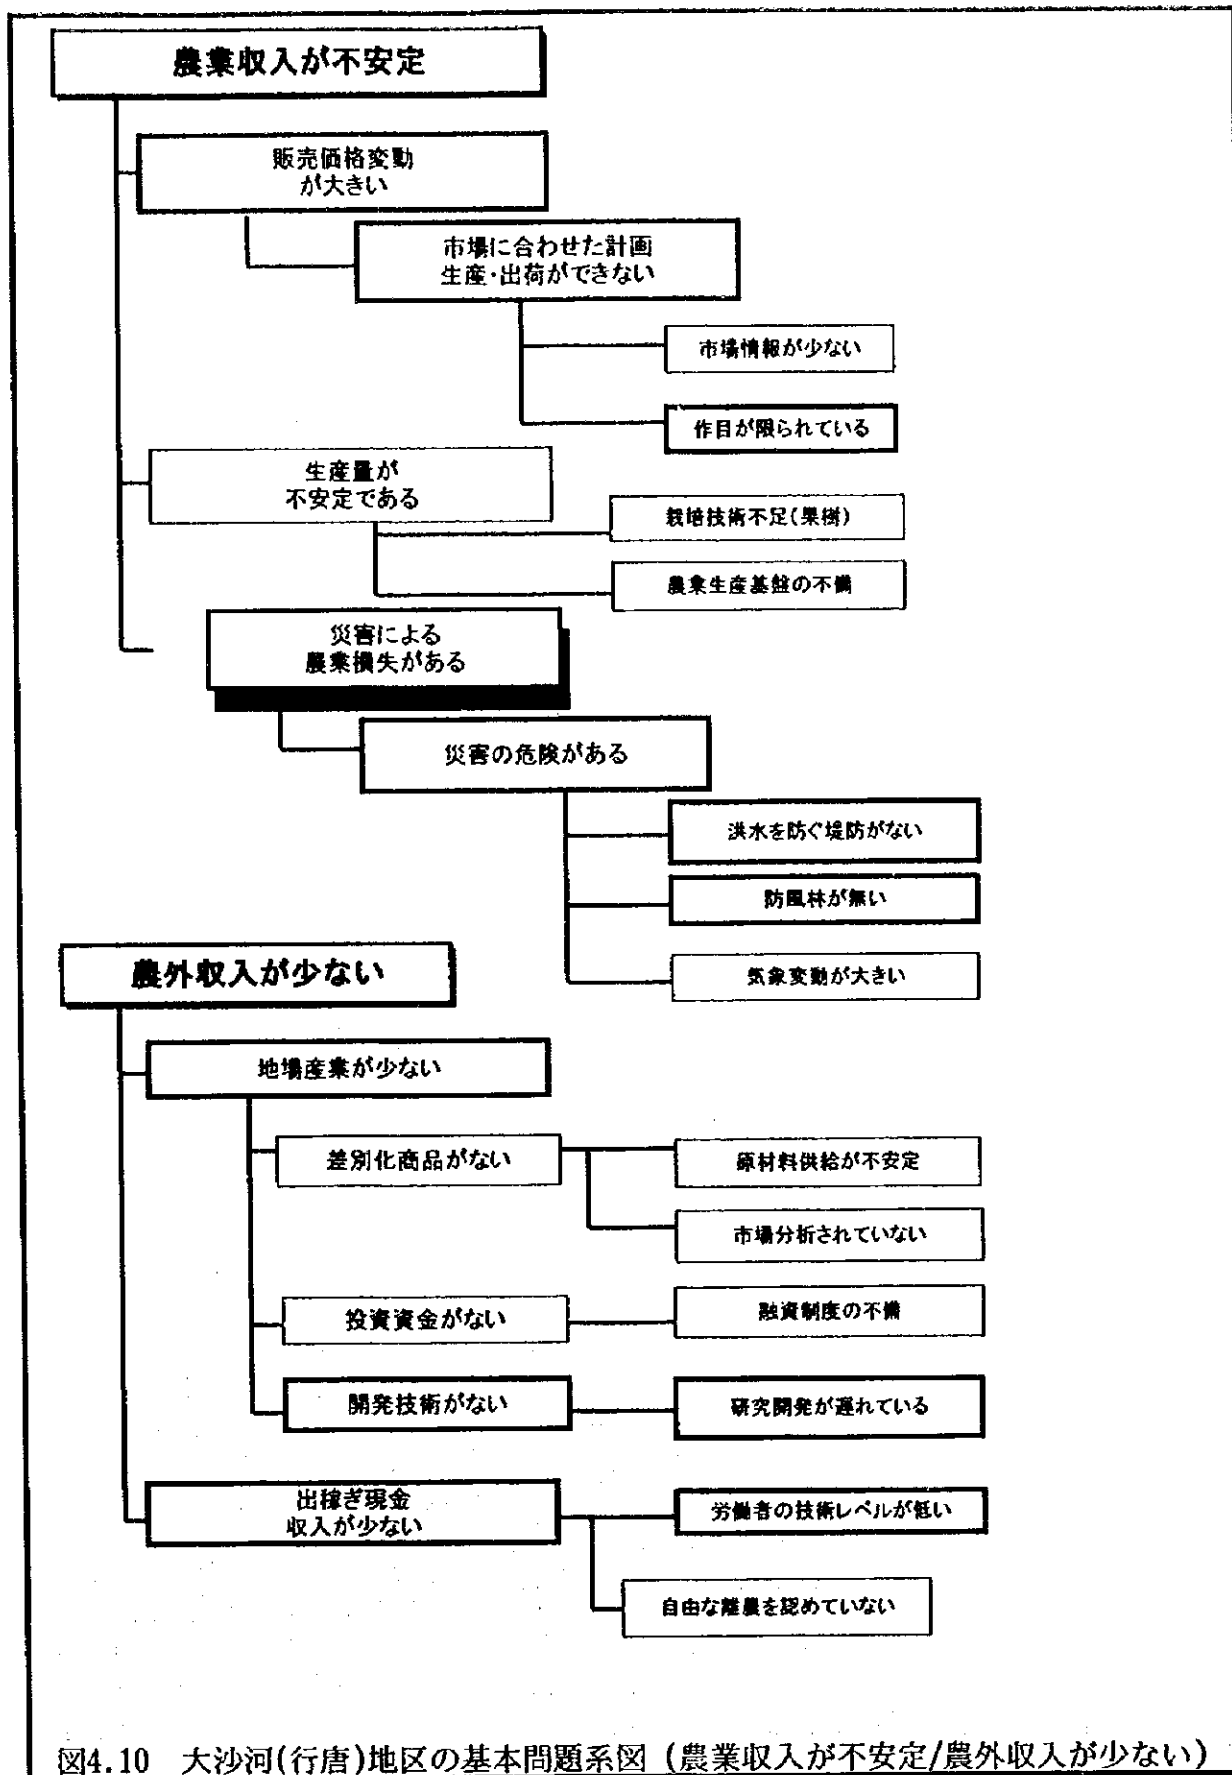 農業収入が不安定
販売価格変動
が大きい
市場に合わせた計画
生産・出荷ができない
市場情報が少ない
作目が限られている
生産量が
不安定である
栽培技術不足(果樹)
農業生産基盤の不備
災害による
農業損失がある
災害の危険がある
洪水を防ぐ堤防がない
防風林が無い
気象変動が大きい
農外収入が少ない
地場産業が少ない
差別化商品がない
原材料供給が不安定
市場分析されていない
投資資金がない
融資制度の不備
開発技術がない
研究開発が遅れている
出稼ぎ現金
収入が少ない
労働者の技術レベルが低い
自由な離農を認めていない
図4.10 大沙河(行唐)地区の基本問題系図 (農業収入が不安定/農外収入が少ない)